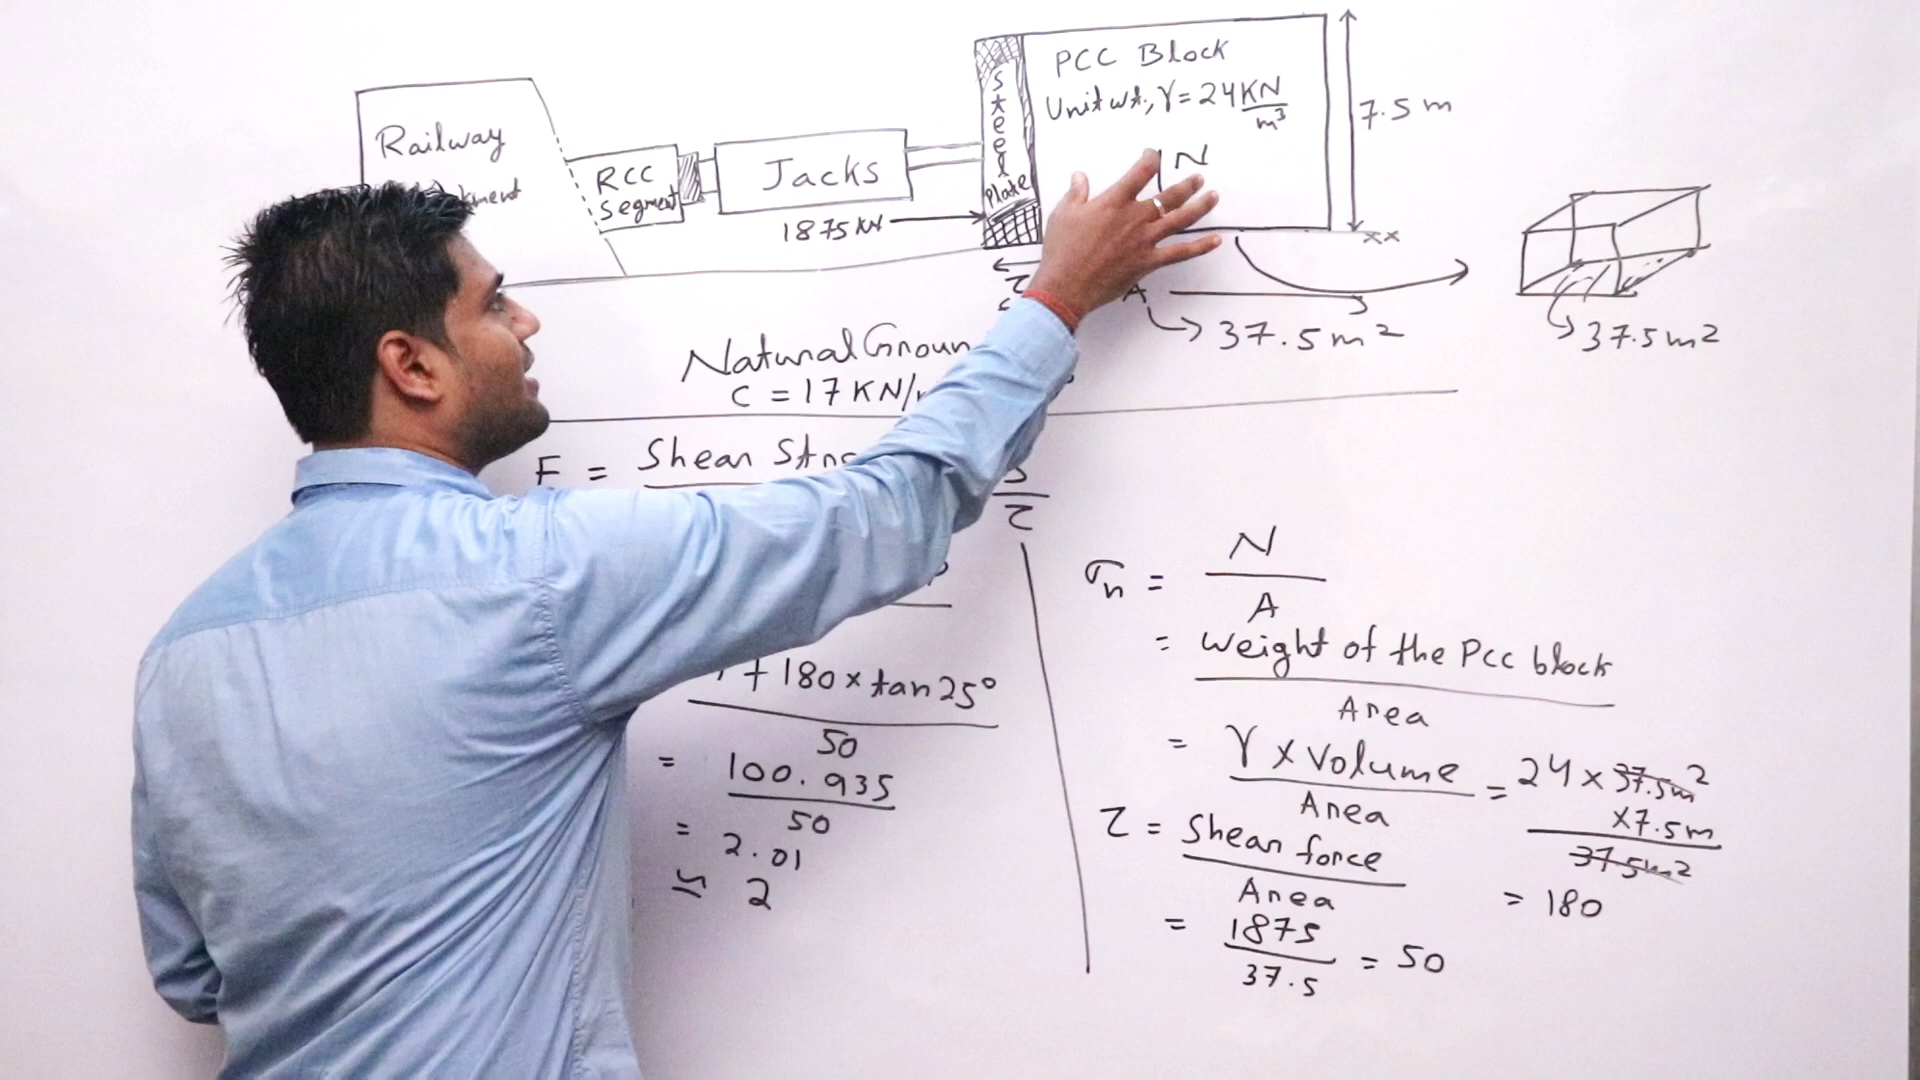 PCC Block
Unit wt., γ = 24 KN/m³
7.5 m
Railway
RCC
Segment
Jacks
Steel
Plate
N
1875 KN
xx
τ
A
37.5 m²
37.5 m²
Natural Groun
C = 17 KN/
F = Shear
τ
σn = N/A
= weight of the PCC block / Area
= γ x Volume / Area = 24 x 37.5m² x 7.5m / 37.5m²
= 180
+ 180 x tan 25° / 50
= 100.935 / 50
= 2.01
≃ 2
τ = Shear force / Area
= 1875 / 37.5 = 50